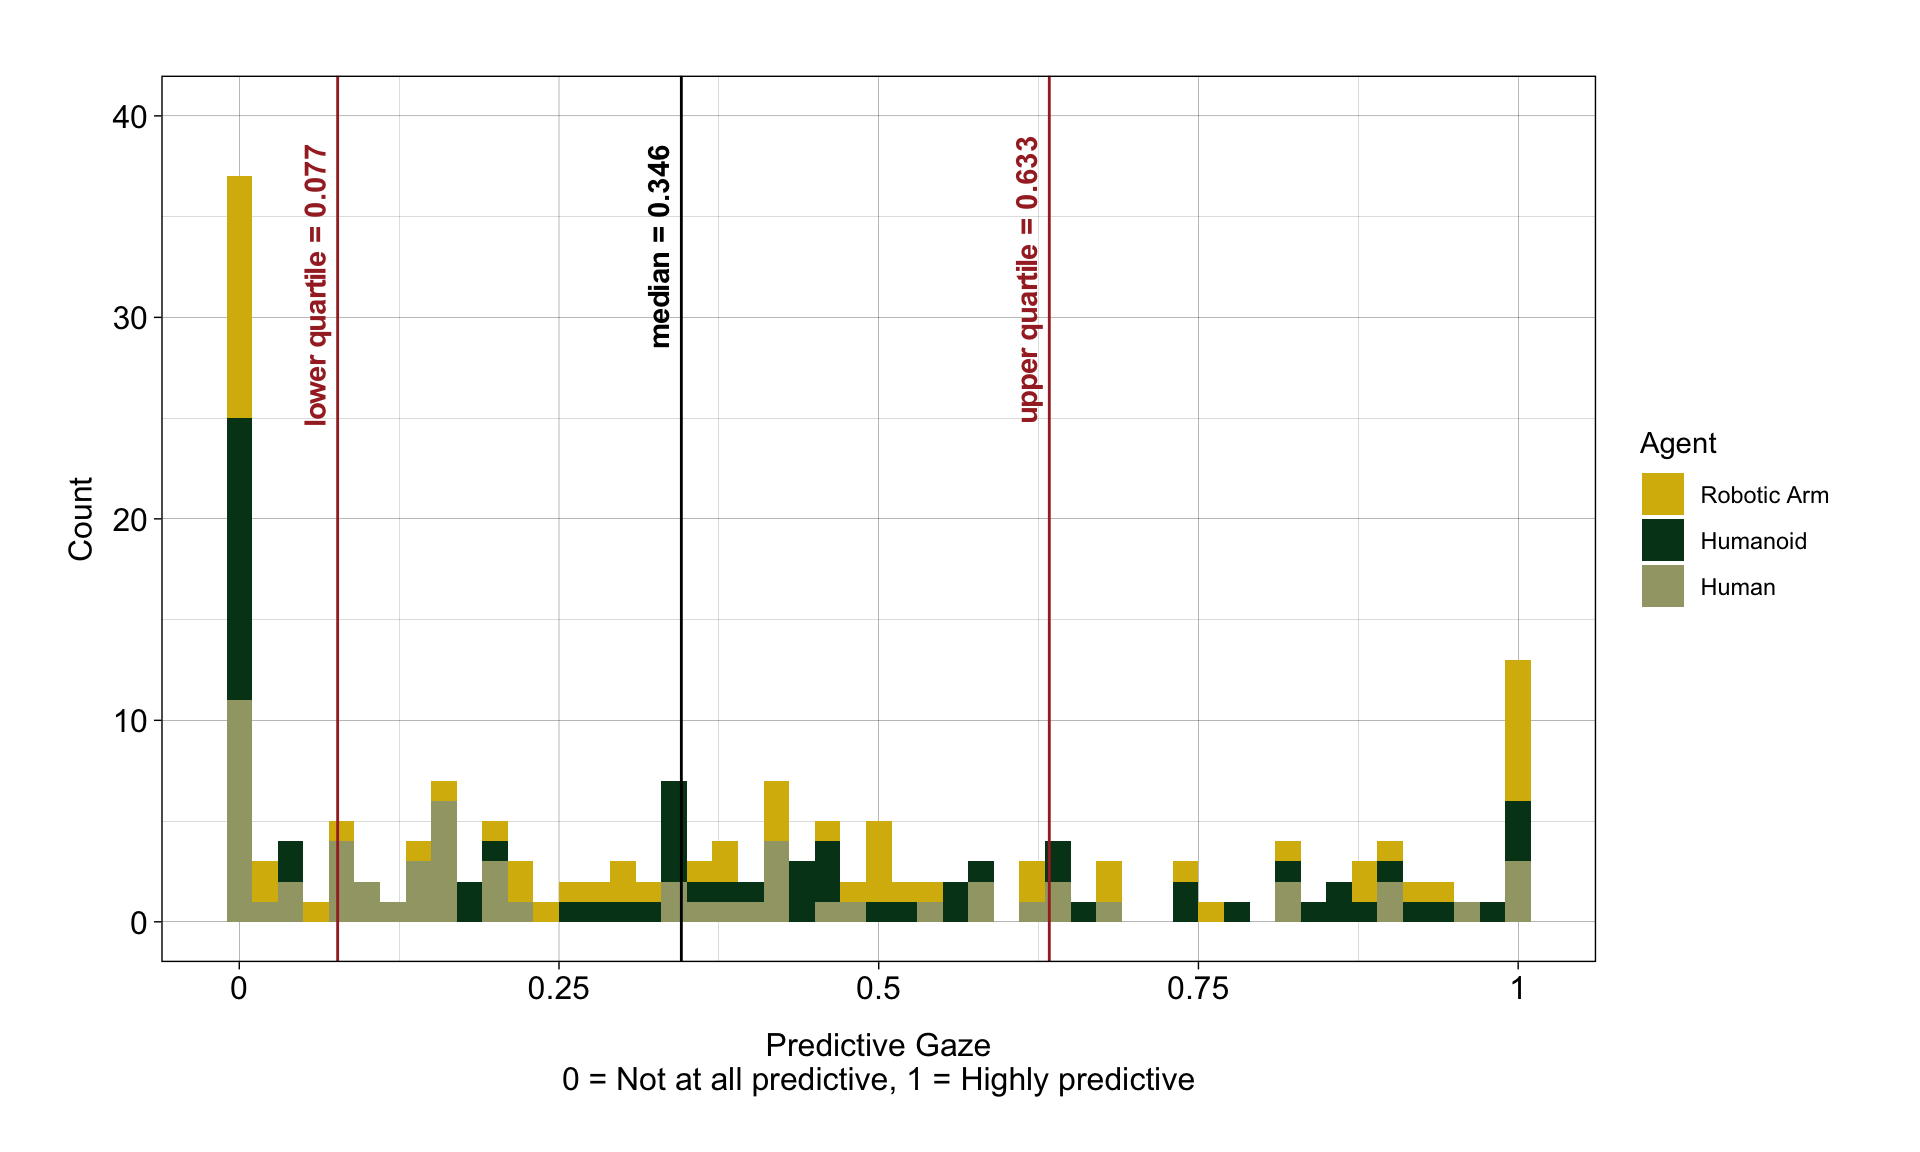 40
30
20
10
0
Count
lower quartile = 0.077
median = 0.346
upper quartile = 0.633
0
0.25
0.5
0.75
1
Predictive Gaze
0 = Not at all predictive, 1 = Highly predictive
Agent
Robotic Arm
Humanoid
Human